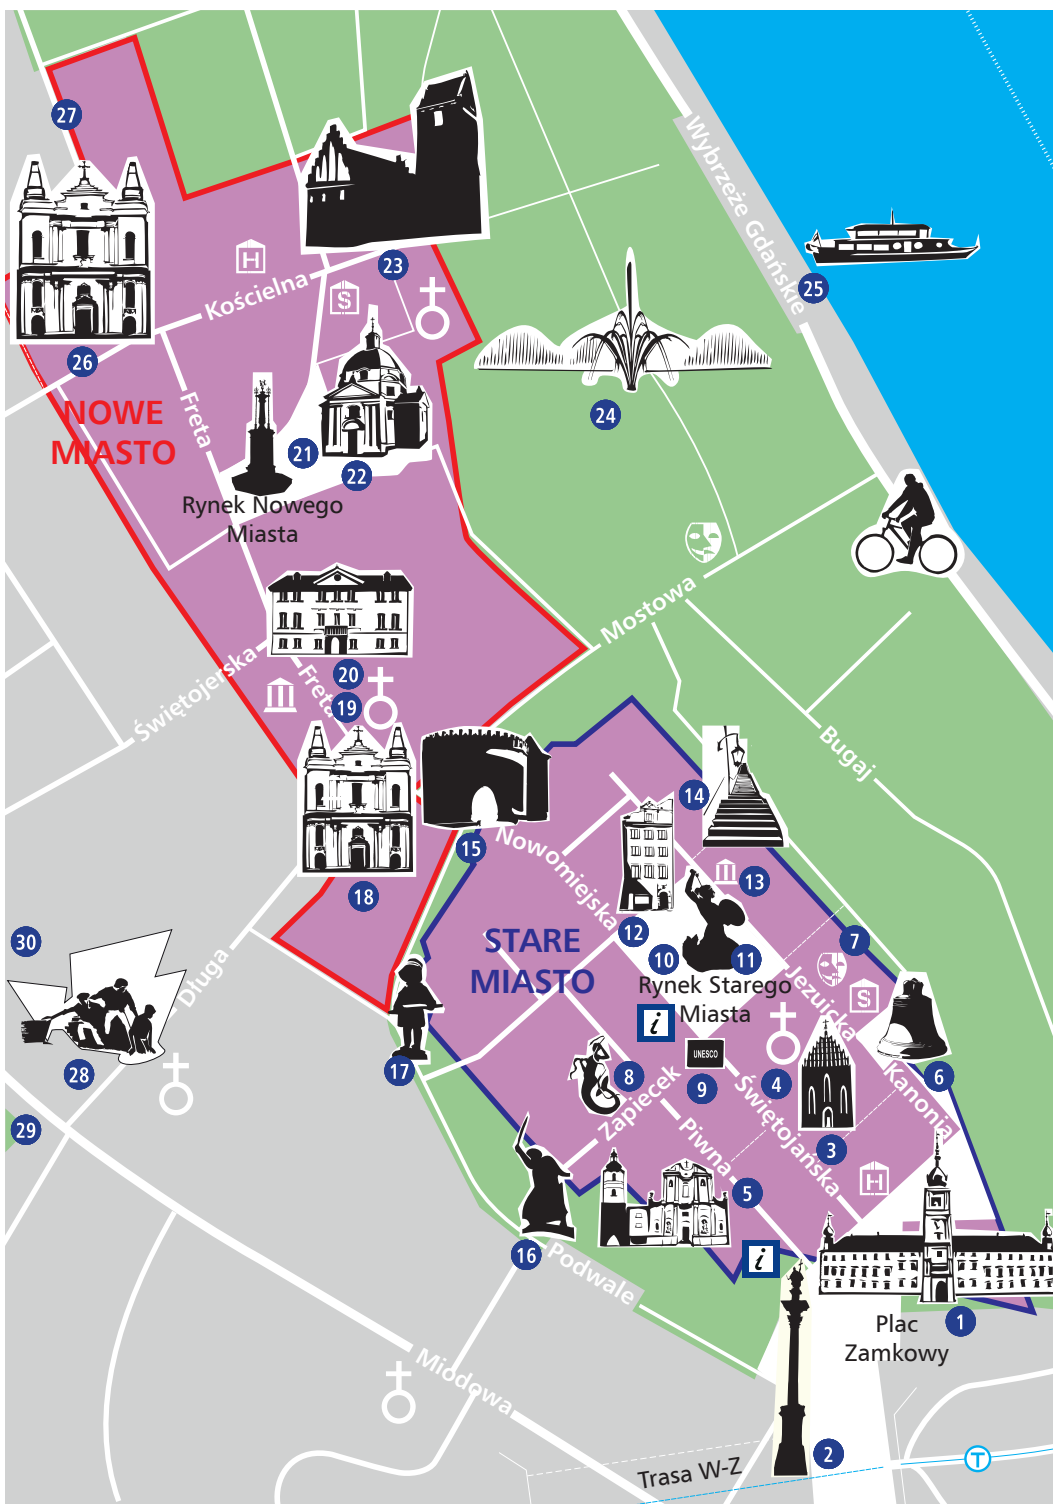 27
Wybrzeże Gdańskie
H
23
25
Kościelna
S
26
24
Freta
NOWE
MIASTO
21
22
Rynek Nowego
Miasta
Mostowa
20
Świętojerska
Freta
19
Bugaj
14
15
Nowomiejska
13
18
12
7
30
STARE
MIASTO
10
11
Długa
Rynek Starego
Miasta
Jezuicka
S
i
UNESCO
28
17
8
9
4
6
Zapiecek
Kanonia
29
Piwna
Świętojańska
3
H
5
16
i
Podwale
1
Plac
Zamkowy
Miodowa
2
Trasa W-Z
T